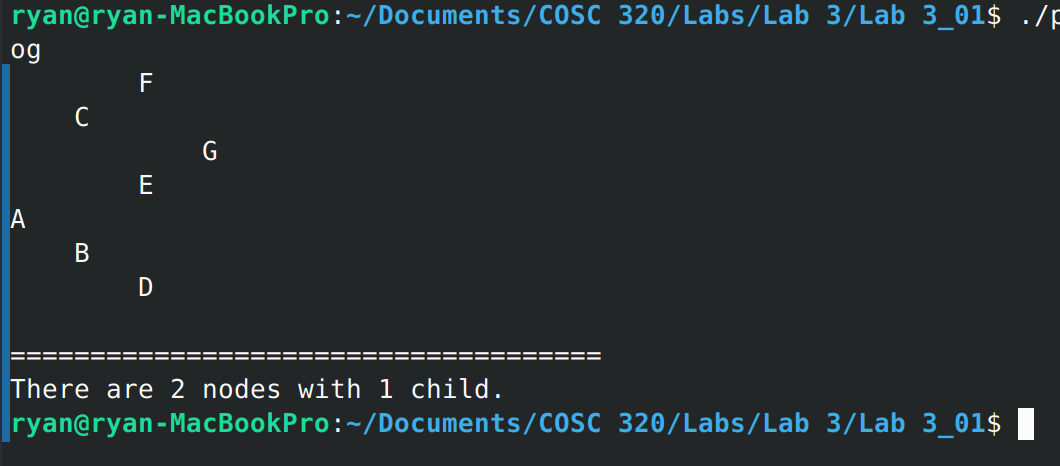 ryan@ryan-MacBookPro:~/Documents/COSC 320/Labs/Lab 3/Lab 3_01$ ./p
og
F
C
G
E
A
B
D
=====================================
There are 2 nodes with 1 child.
ryan@ryan-MacBookPro:~/Documents/COSC 320/Labs/Lab 3/Lab 3_01$